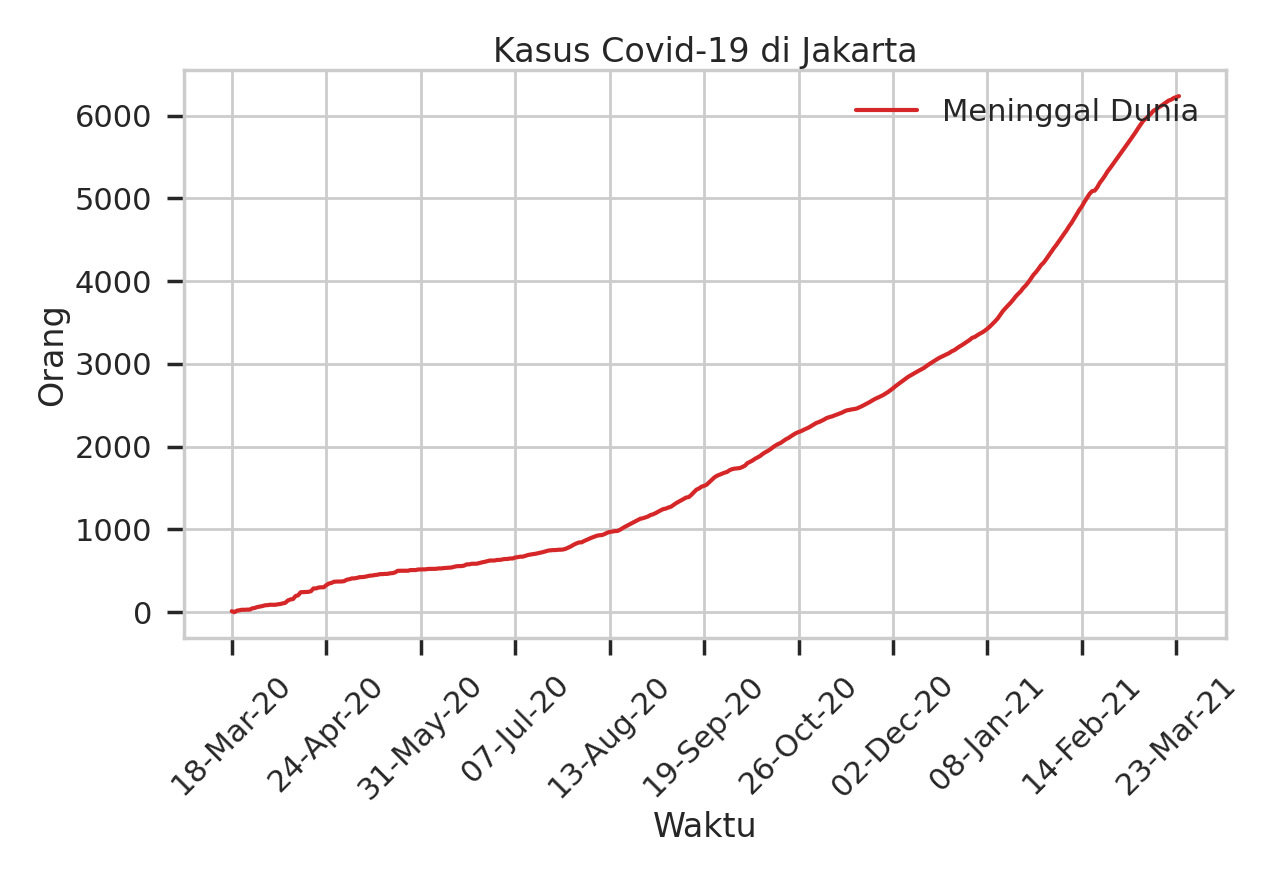 Kasus Covid-19 di Jakarta
Meninggal Dunia
Orang
6000
5000
4000
3000
2000
1000
0
18-Mar-20
24-Apr-20
31-May-20
07-Jul-20
13-Aug-20
19-Sep-20
26-Oct-20
02-Dec-20
08-Jan-21
14-Feb-21
23-Mar-21
Waktu